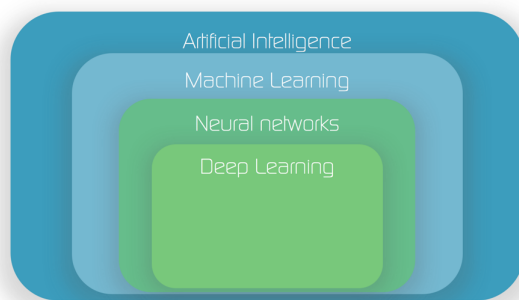 Artificial Intelligence
Machine Learning
Neural networks
Deep Learning